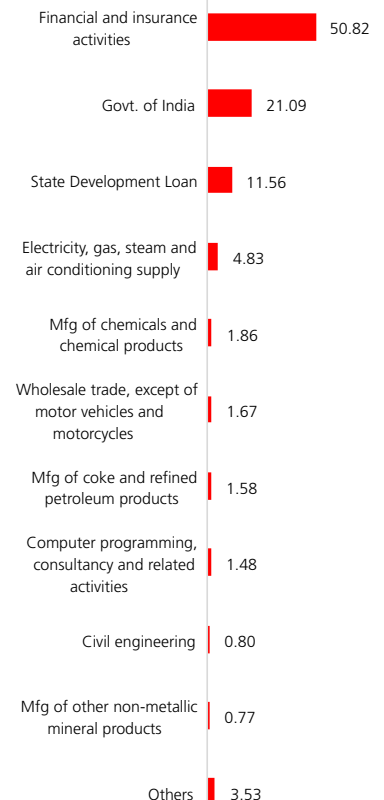 Financial and insurance
activities
50.82
Govt. of India
21.09
State Development Loan
11.56
Electricity, gas, steam and
air conditioning supply
4.83
Mfg of chemicals and
chemical products
1.86
Wholesale trade, except of
motor vehicles and
motorcycles
1.67
Mfg of coke and refined
petroleum products
1.58
Computer programming,
consultancy and related
activities
1.48
Civil engineering
0.80
Mfg of other non-metallic
mineral products
0.77
Others
3.53